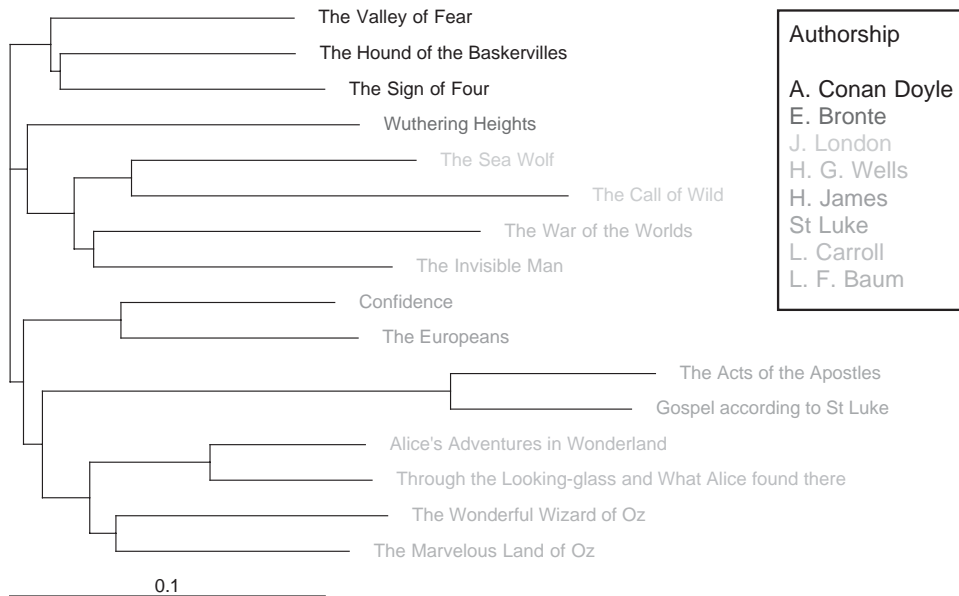 The Valley of Fear
The Hound of the Baskervilles
The Sign of Four
Wuthering Heights
The Sea Wolf
The Call of Wild
The War of the Worlds
The Invisible Man
Confidence
The Europeans
The Acts of the Apostles
Gospel according to St Luke
Alice's Adventures in Wonderland
Through the Looking-glass and What Alice found there
The Wonderful Wizard of Oz
The Marvelous Land of Oz
0.1
Authorship
A. Conan Doyle
E. Bronte
J. London
H. G. Wells
H. James
St Luke
L. Carroll
L. F. Baum